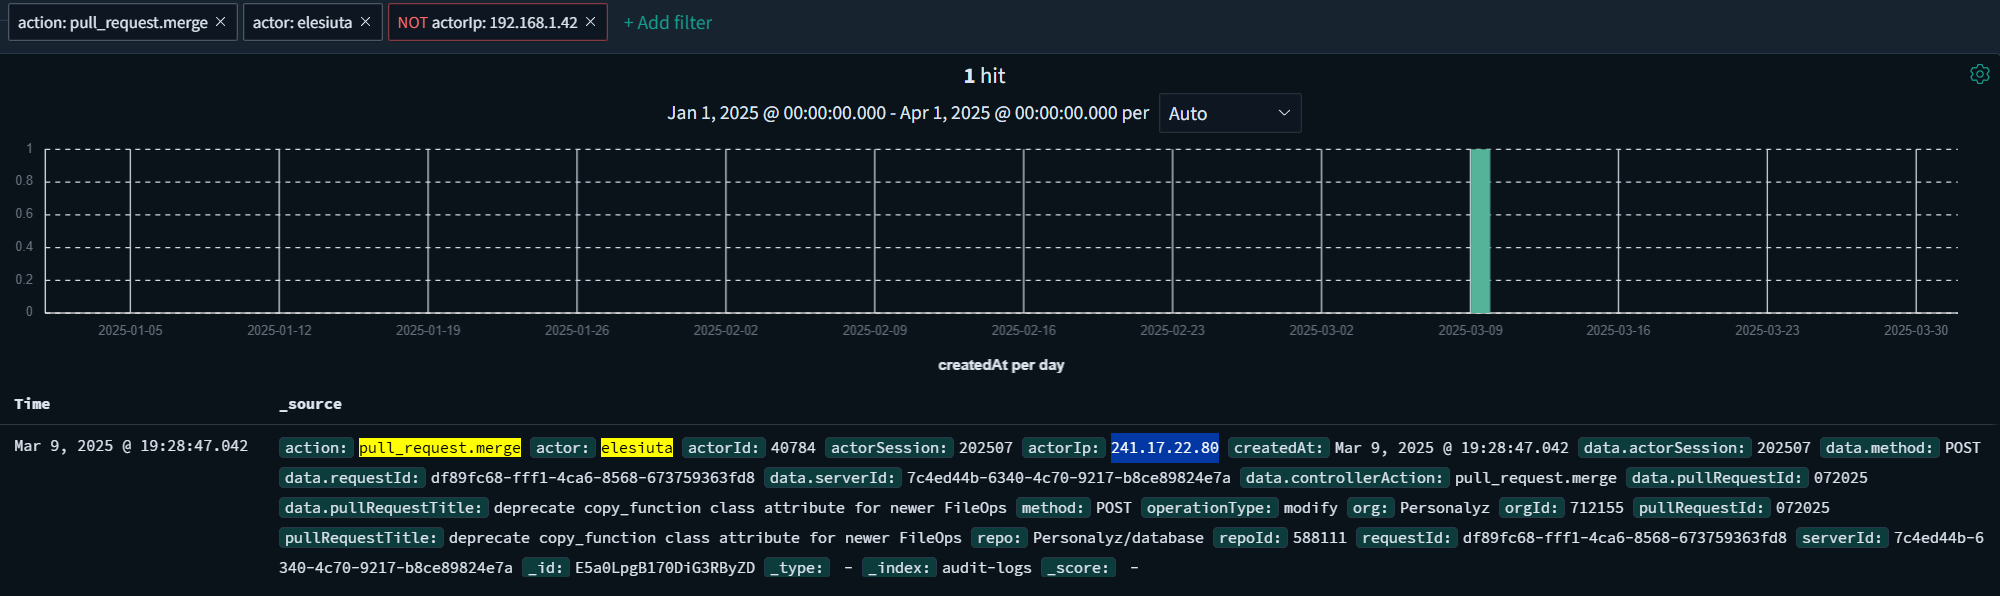 action: pull_request.merge × actor: elesiuta × NOT actorIp: 192.168.1.42 × + Add filter
1 hit
Jan 1, 2025 @ 00:00:00.000 - Apr 1, 2025 @ 00:00:00.000 per Auto
1
0.8
0.6
0.4
0.2
0
2025-01-05 2025-01-12 2025-01-19 2025-01-26 2025-02-02 2025-02-09 2025-02-16 2025-02-23 2025-03-02 2025-03-09 2025-03-16 2025-03-23 2025-03-30
createdAt per day
Time _source
Mar 9, 2025 @ 19:28:47.042 action: pull_request.merge actor: elesiuta actorId: 40784 actorSession: 202507 actorIp: 241.17.22.80 createdAt: Mar 9, 2025 @ 19:28:47.042 data.actorSession: 202507 data.method: POST
data.requestId: df89fc68-fff1-4ca6-8568-673759363fd8 data.serverId: 7c4ed44b-6340-4c70-9217-b8ce89824e7a data.controllerAction: pull_request.merge data.pullRequestId: 072025
data.pullRequestTitle: deprecate copy_function class attribute for newer FileOps method: POST operationType: modify org: Personalyz orgId: 712155 pullRequestId: 072025
pullRequestTitle: deprecate copy_function class attribute for newer FileOps repo: Personalyz/database repoId: 588111 requestId: df89fc68-fff1-4ca6-8568-673759363fd8 serverId: 7c4ed44b-6
340-4c70-9217-b8ce89824e7a _id: E5a0LpgB170DiG3RByZD _type: - _index: audit-logs _score: -